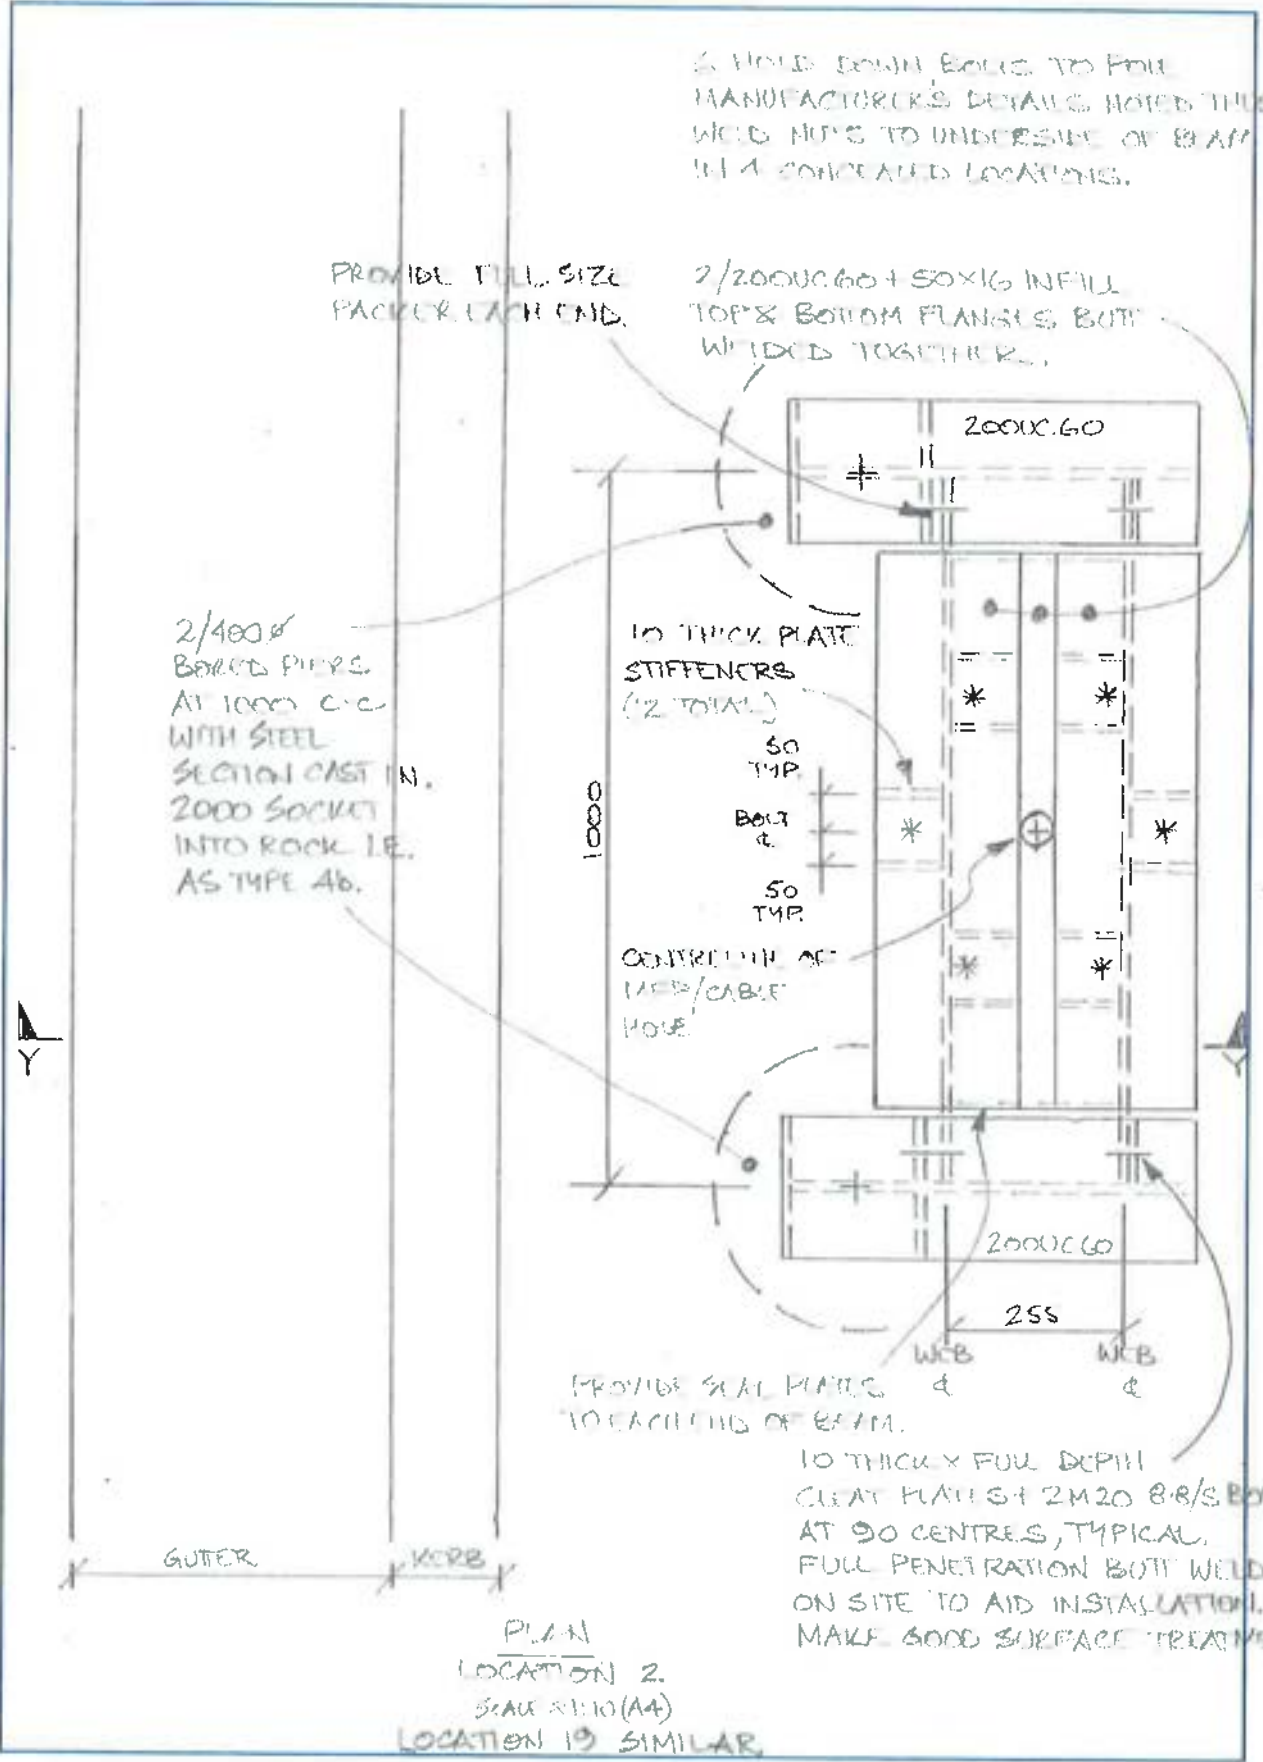 6 HOLD DOWN BOLTS TO POLE
MANUFACTURER'S DETAILS NOTED THUS
WELD NUTS TO UNDERSIDE OF BEAM
IN 4 CONCEALED LOCATIONS.
PROVIDE FULL SIZE
PACKER EACH END.
2/200UC60 + 50X16 INFILL
TOP & BOTTOM FLANGES BUTT
WELDED TOGETHER.
200UC.60
2/400Ø
BORED PIERS
AT 1000 C-C
WITH STEEL
SECTION CAST IN.
2000 SOCKET
INTO ROCK I.E.
AS TYPE 4b.
10 THICK PLATE
STIFFENERS
(12 TOTAL)
50
TYP.
BOLT
℄
50
TYP.
1000
CENTRELINE OF
/CABLE
HOLE
Y
Y
200UC60
255
WEB
℄
WEB
℄
PROVIDE SEAL PLATES
TO EACH END OF BEAM.
10 THICK X FULL DEPTH
CLEAT PLATES + 2M20 8.8/S BO
AT 90 CENTRES, TYPICAL.
FULL PENETRATION BUTT WELD
ON SITE TO AID INSTALLATION.
MAKE GOOD SURFACE TREATM
GUTTER
KERB
PLAN
LOCATION 2.
SCALE 1:10 (A4)
LOCATION 19 SIMILAR